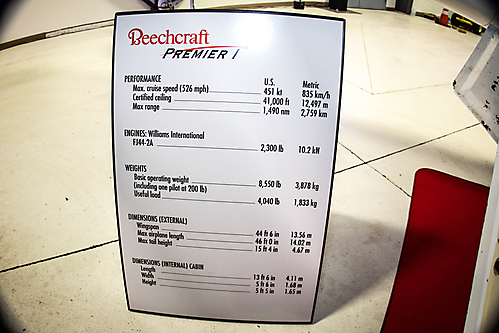 Beechcraft
PREMIER I
PERFORMANCE U.S. Metric
Max. cruise speed (526 mph) 451 kt 835 km/h
Certified ceiling 41,000 ft 12,497 m
Max range 1,490 nm 2,759 km
ENGINES: Williams International
FJ44-2A 2,300 lb 10.2 kN
WEIGHTS
Basic operating weight 8,550 lb 3,878 kg
(including one pilot at 200 lb)
Useful load 4,040 lb 1,833 kg
DIMENSIONS (EXTERNAL)
Wingspan 44 ft 6 in 13.56 m
Max airplane length 46 ft 0 in 14.02 m
Max tail height 15 ft 4 in 4.67 m
DIMENSIONS (INTERNAL) CABIN
Length 13 ft 6 in 4.11 m
Width 5 ft 6 in 1.68 m
Height 5 ft 5 in 1.65 m